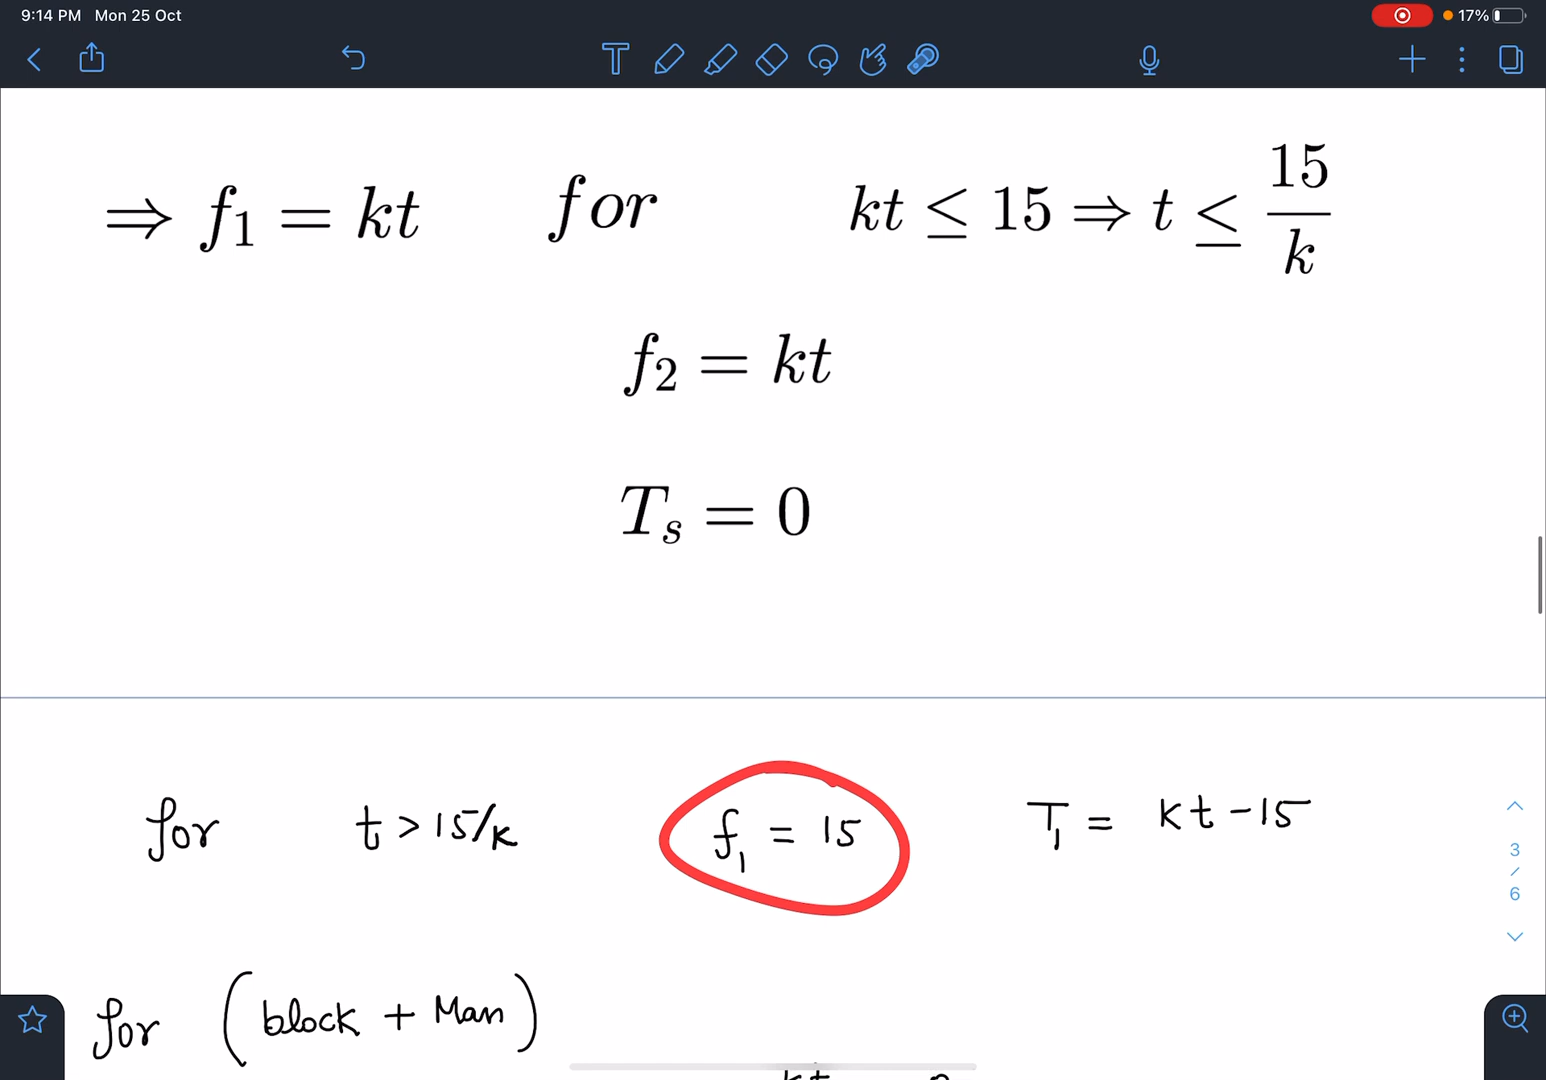 9:14 PM Mon 25 Oct 17%
⇒ f₁ = kt for kt ≤ 15 ⇒ t ≤ 15/k
f₂ = kt
Tₛ = 0
for t > 15/k f₁ = 15 T₁ = kt - 15
3 / 6
for (block + Man)